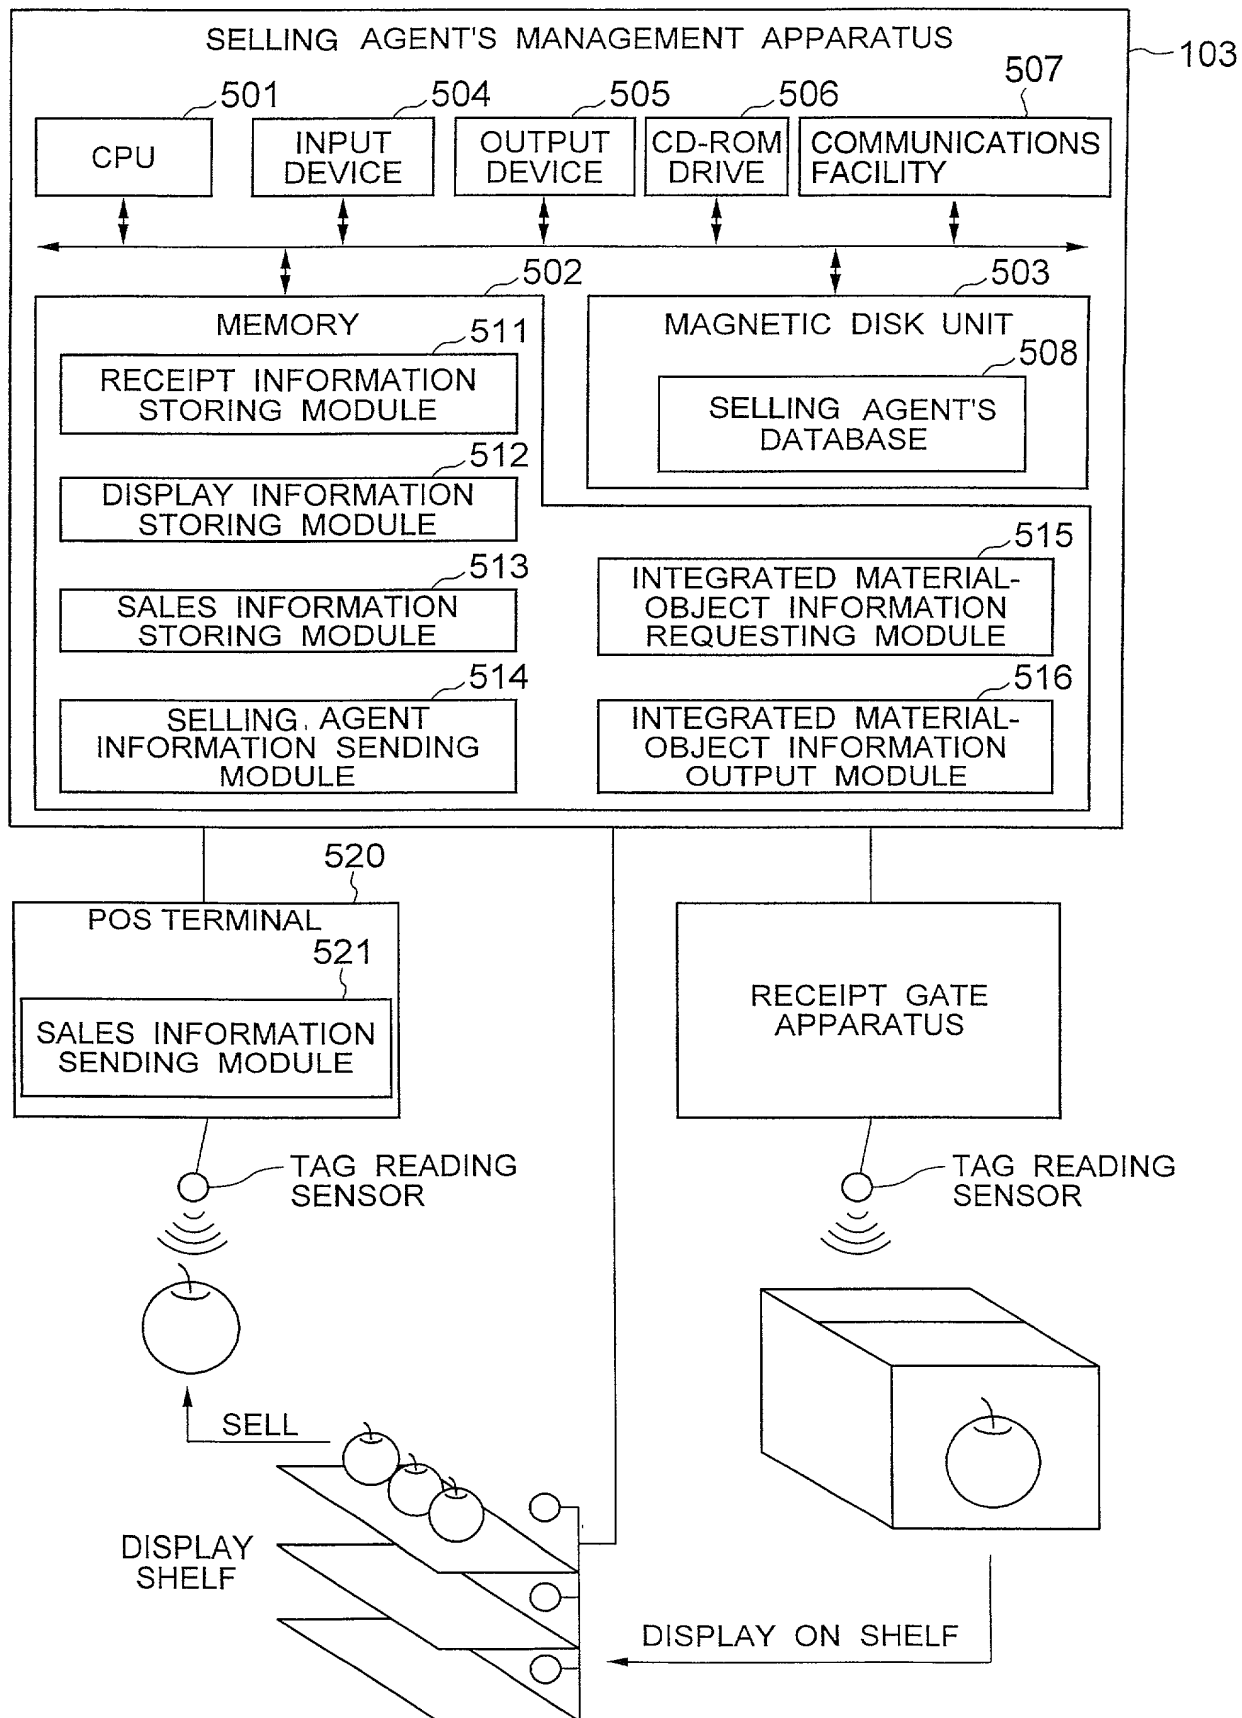 SELLING AGENT'S MANAGEMENT APPARATUS
103
501
504
505
506
507
CPU
INPUT
DEVICE
OUTPUT
DEVICE
CD-ROM
DRIVE
COMMUNICATIONS
FACILITY
502
503
MEMORY
511
RECEIPT INFORMATION
STORING MODULE
512
DISPLAY INFORMATION
STORING MODULE
513
SALES INFORMATION
STORING MODULE
514
SELLING AGENT
INFORMATION SENDING
MODULE
MAGNETIC DISK UNIT
508
SELLING AGENT'S
DATABASE
515
INTEGRATED MATERIAL-
OBJECT INFORMATION
REQUESTING MODULE
516
INTEGRATED MATERIAL-
OBJECT INFORMATION
OUTPUT MODULE
520
POS TERMINAL
521
SALES INFORMATION
SENDING MODULE
RECEIPT GATE
APPARATUS
TAG READING
SENSOR
TAG READING
SENSOR
SELL
DISPLAY
SHELF
DISPLAY ON SHELF